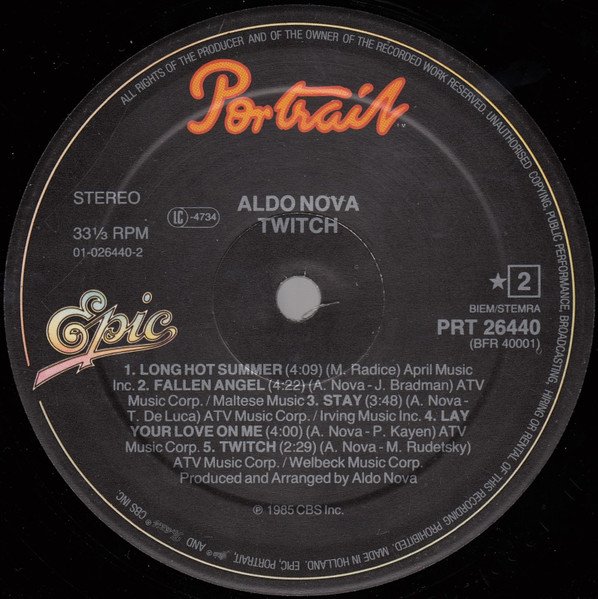 ALL RIGHTS OF THE PRODUCER AND OF THE OWNER OF THE RECORDED WORK RESERVED. UNAUTHORISED COPYING, PUBLIC PERFORMANCE, BROADCASTING, HIRING OR RENTAL OF THIS RECORDING PROHIBITED. MADE IN HOLLAND. EPIC, PORTRAIT,
Portrait
STEREO
LC -4734
ALDO NOVA
TWITCH
33⅓ RPM
01-026440-2
★ 2
BIEM/STEMRA
PRT 26440
(BFR 40001)
Epic
1. LONG HOT SUMMER (4:09) (M. Radice) April Music
Inc. 2. FALLEN ANGEL (4:22) (A. Nova - J. Bradman) ATV
Music Corp. / Maltese Music 3. STAY (3:48) (A. Nova -
T. De Luca) ATV Music Corp. / Irving Music Inc. 4. LAY
YOUR LOVE ON ME (4:00) (A. Nova - P. Kayen) ATV
Music Corp. 5. TWITCH (2:29) (A. Nova - M. Rudetsky)
ATV Music Corp. / Welbeck Music Corp.
Produced and Arranged by Aldo Nova
℗ 1985 CBS Inc.
AND Portrait ® CBS INC.